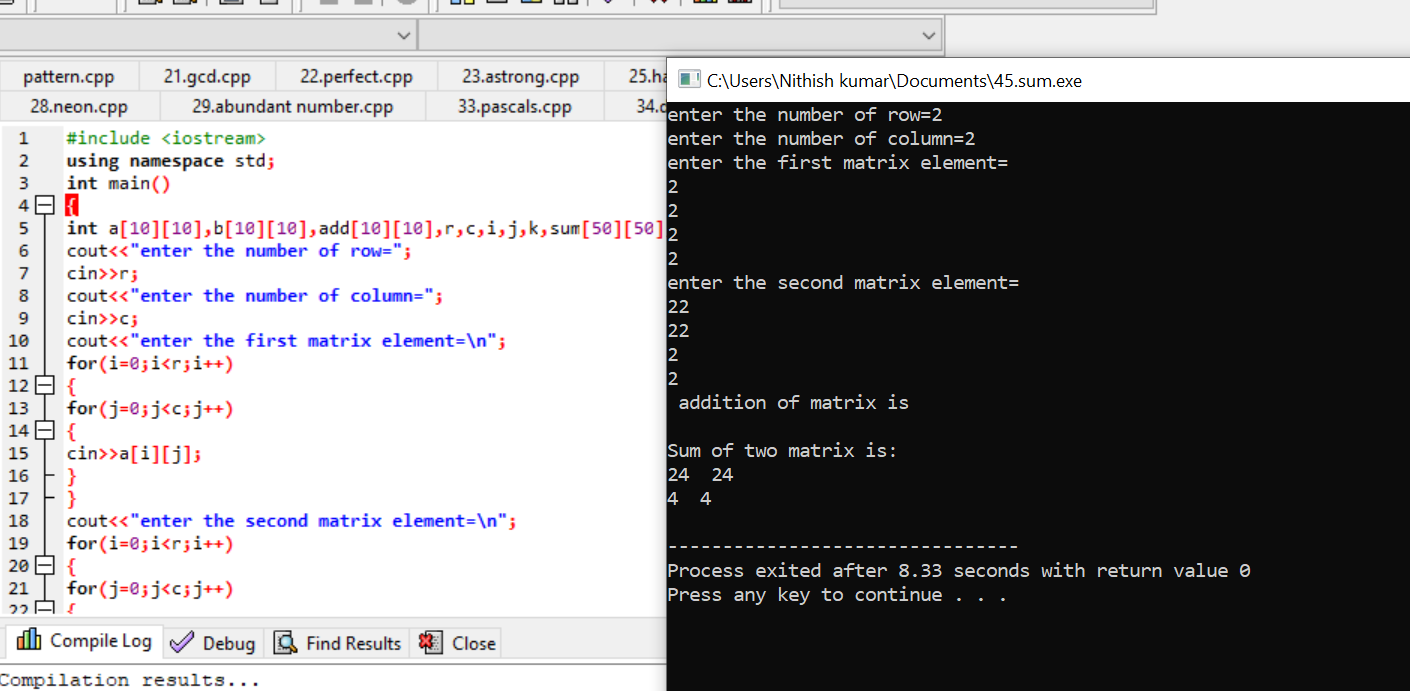 pattern.cpp 21.gcd.cpp 22.perfect.cpp 23.astrong.cpp
28.neon.cpp 29.abundant number.cpp 33.pascals.cpp
1 #include <iostream>
2 using namespace std;
3 int main()
4 {
5 int a[10][10],b[10][10],add[10][10],r,c,i,j,k,sum[50][50]
6 cout<<"enter the number of row=";
7 cin>>r;
8 cout<<"enter the number of column=";
9 cin>>c;
10 cout<<"enter the first matrix element=\n";
11 for(i=0;i<r;i++)
12 {
13 for(j=0;j<c;j++)
14 {
15 cin>>a[i][j];
16 }
17 }
18 cout<<"enter the second matrix element=\n";
19 for(i=0;i<r;i++)
20 {
21 for(j=0;j<c;j++)
22 {
Compile Log Debug Find Results Close
Compilation results...
C:\Users\Nithish kumar\Documents\45.sum.exe
enter the number of row=2
enter the number of column=2
enter the first matrix element=
2
2
2
2
enter the second matrix element=
22
22
2
2
addition of matrix is
Sum of two matrix is:
24 24
4 4
--------------------------------
Process exited after 8.33 seconds with return value 0
Press any key to continue . . .